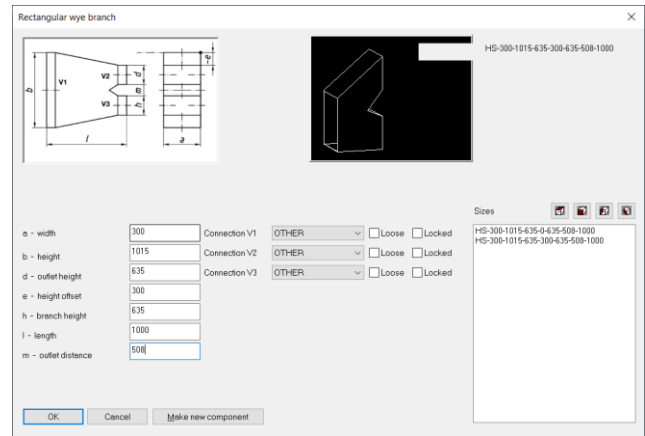 Rectangular wye branch
HS-300-1015-635-300-635-508-1000
b
V1
V2
V3
d
m
h
l
e
a
Sizes
a - width 300 Connection V1 OTHER Loose Locked
b - height 1015 Connection V2 OTHER Loose Locked
d - outlet height 635 Connection V3 OTHER Loose Locked
e - height offset 300
h - branch height 635
l - length 1000
m - outlet distance 508
HS-300-1015-635-0-635-508-1000
HS-300-1015-635-300-635-508-1000
OK Cancel Make new component